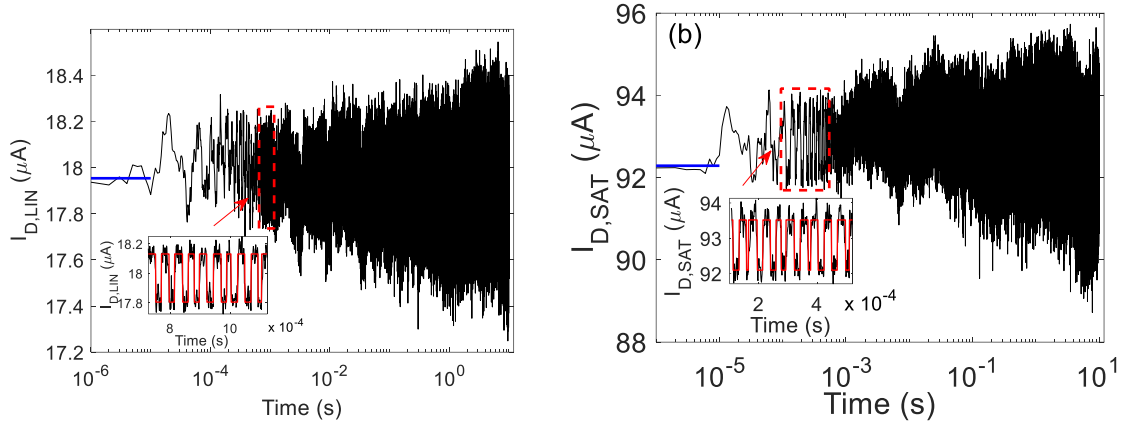 18.4
18.2
18
17.8
17.6
17.4
17.2
I_D,LIN (μA)
10^-6
10^-4
10^-2
10^0
Time (s)
18.2
18
17.8
I_D,LIN (μA)
8
10
x 10^-4
Time (s)
(b)
96
94
92
90
88
I_D,SAT (μA)
10^-5
10^-3
10^-1
10^1
Time (s)
94
93
92
I_D,SAT (μA)
2
4
x 10^-4
Time (s)